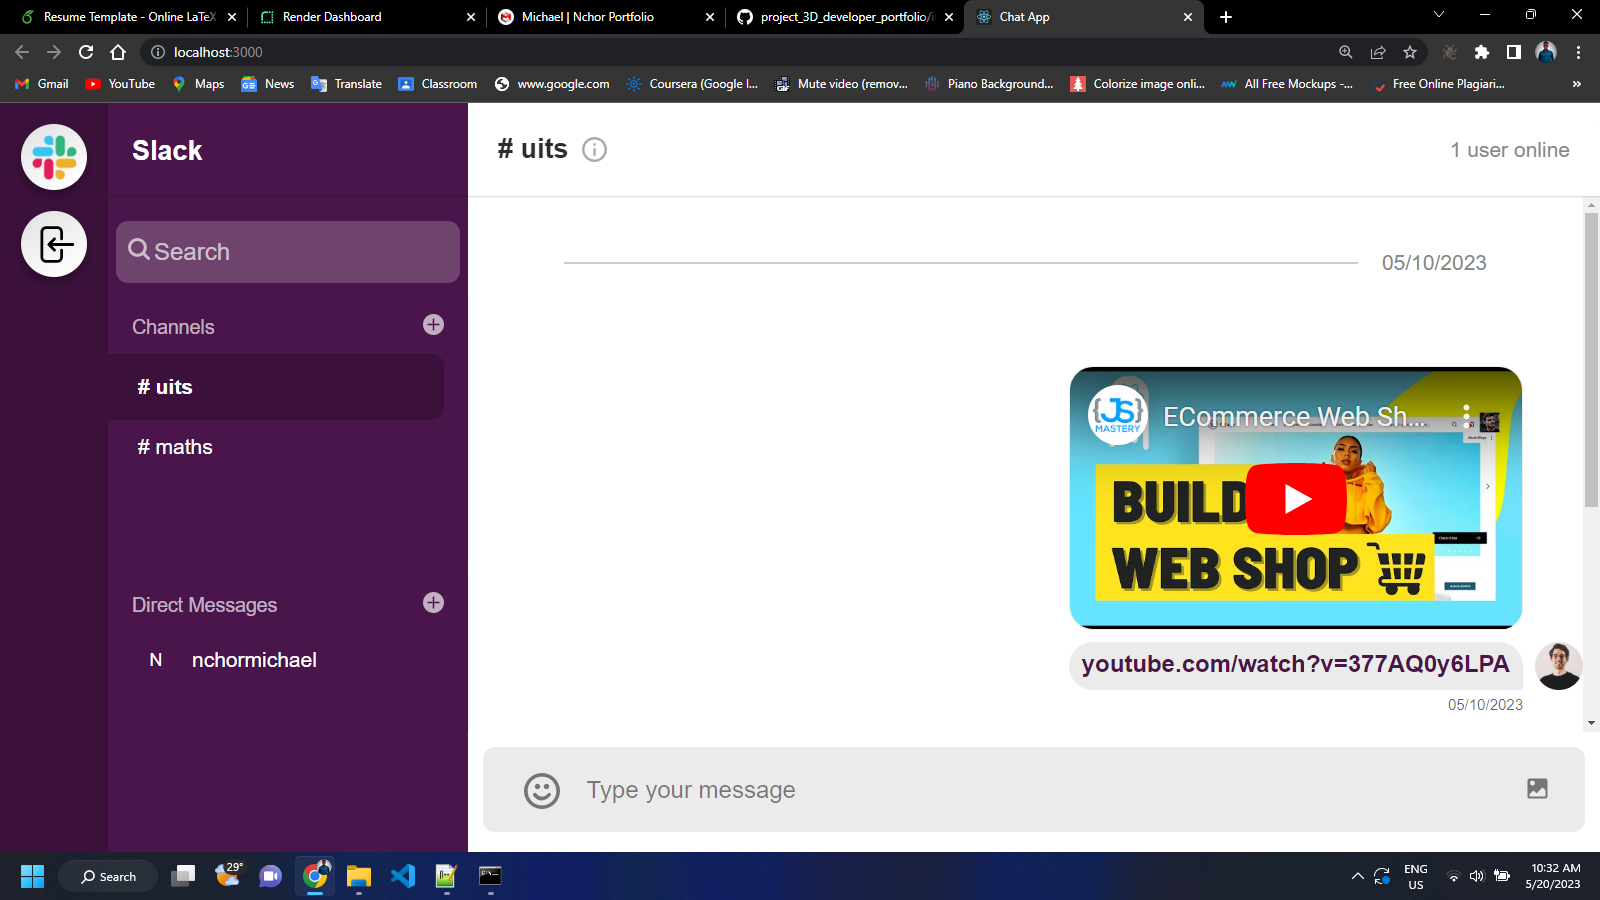 Resume Template - Online LaTeX
Render Dashboard
Michael | Nchor Portfolio
project_3D_developer_portfolio/i
Chat App
localhost:3000
Gmail
YouTube
Maps
News
Translate
Classroom
www.google.com
Coursera (Google I...
Mute video (remov...
Piano Background...
Colorize image onli...
All Free Mockups -...
Free Online Plagiari...
Slack
Search
Channels
# uits
# maths
Direct Messages
N nchormichael
# uits
1 user online
05/10/2023
JS
MASTERY
ECommerce Web Sh...
BUILD
WEB SHOP
youtube.com/watch?v=377AQ0y6LPA
05/10/2023
Type your message
29°
Search
ENG
US
10:32 AM
5/20/2023